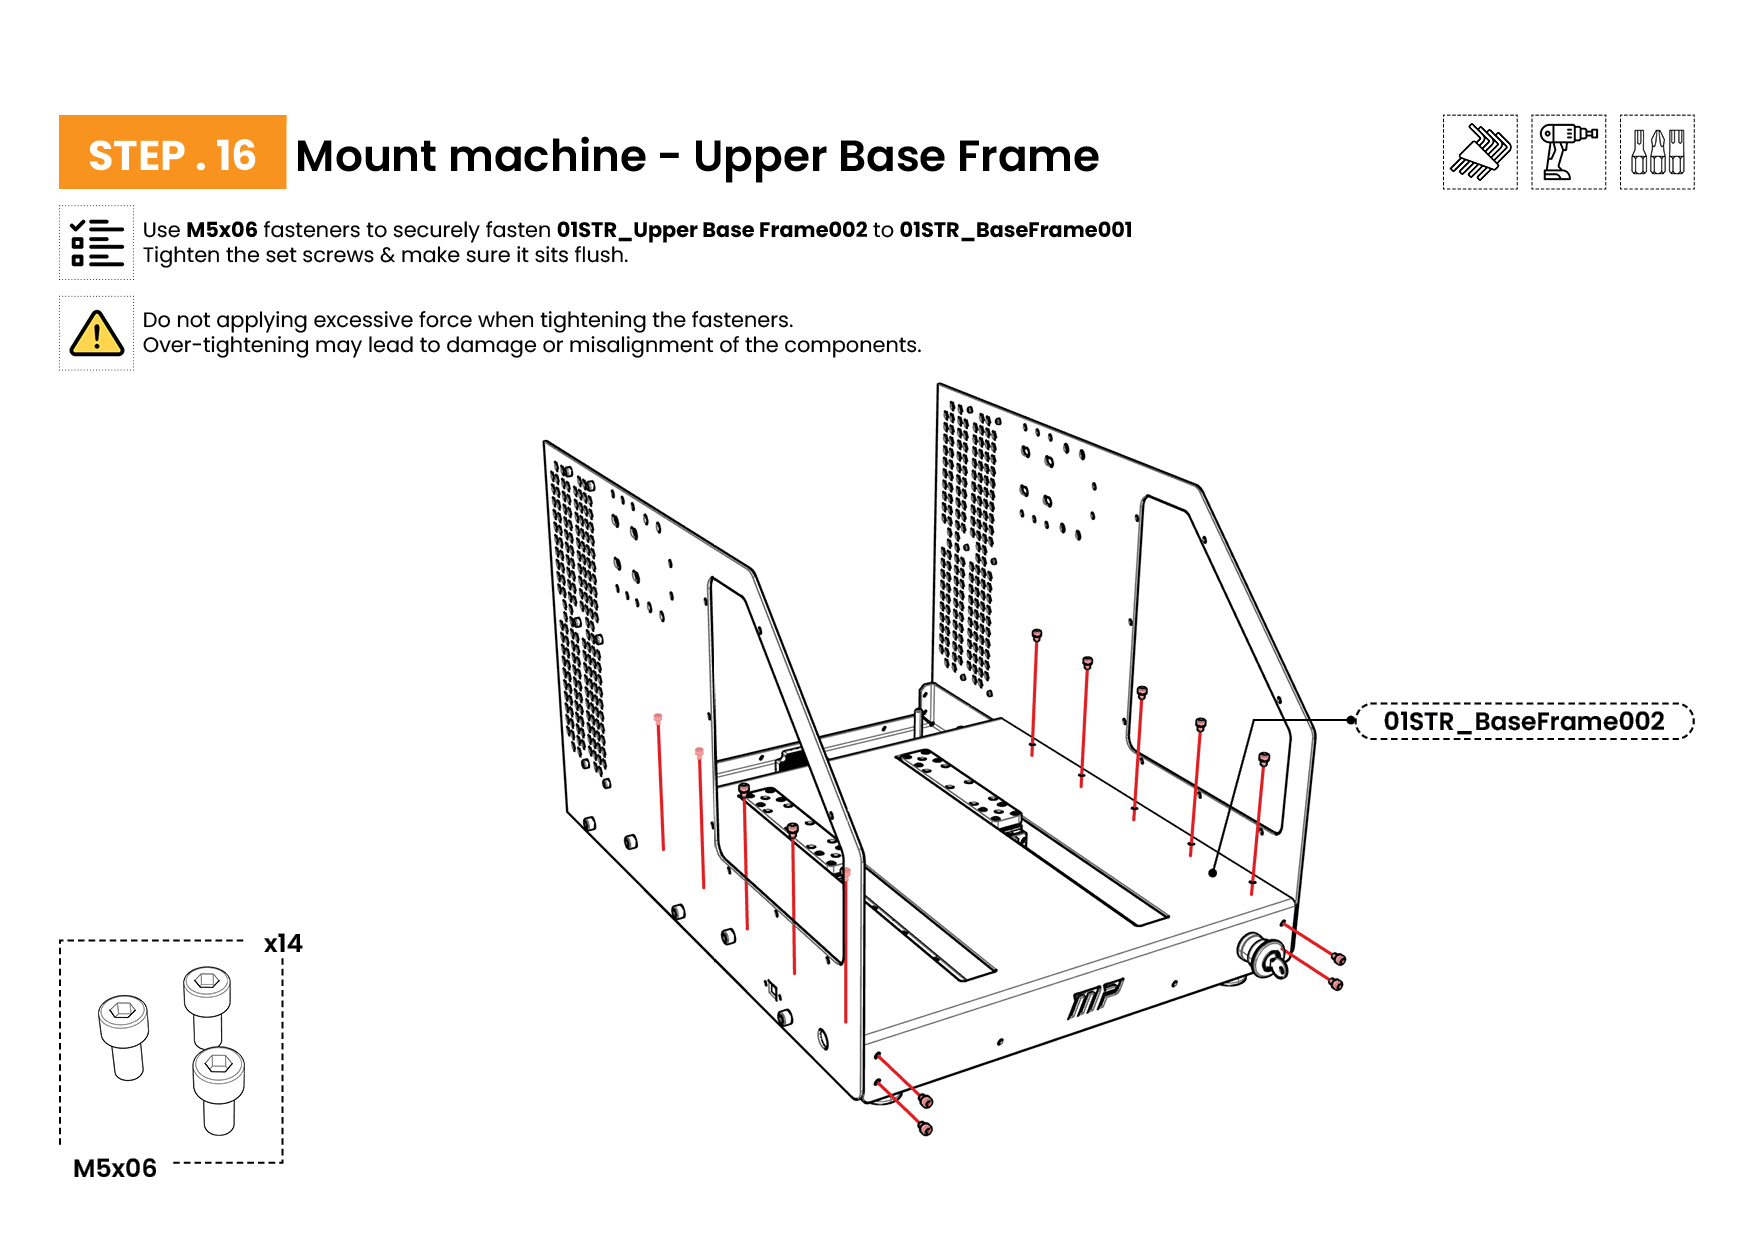 STEP . 16 Mount machine - Upper Base Frame
Use M5x06 fasteners to securely fasten 01STR_Upper Base Frame002 to 01STR_BaseFrame001
Tighten the set screws & make sure it sits flush.
Do not applying excessive force when tightening the fasteners.
Over-tightening may lead to damage or misalignment of the components.
01STR_BaseFrame002
x14
MP
M5x06